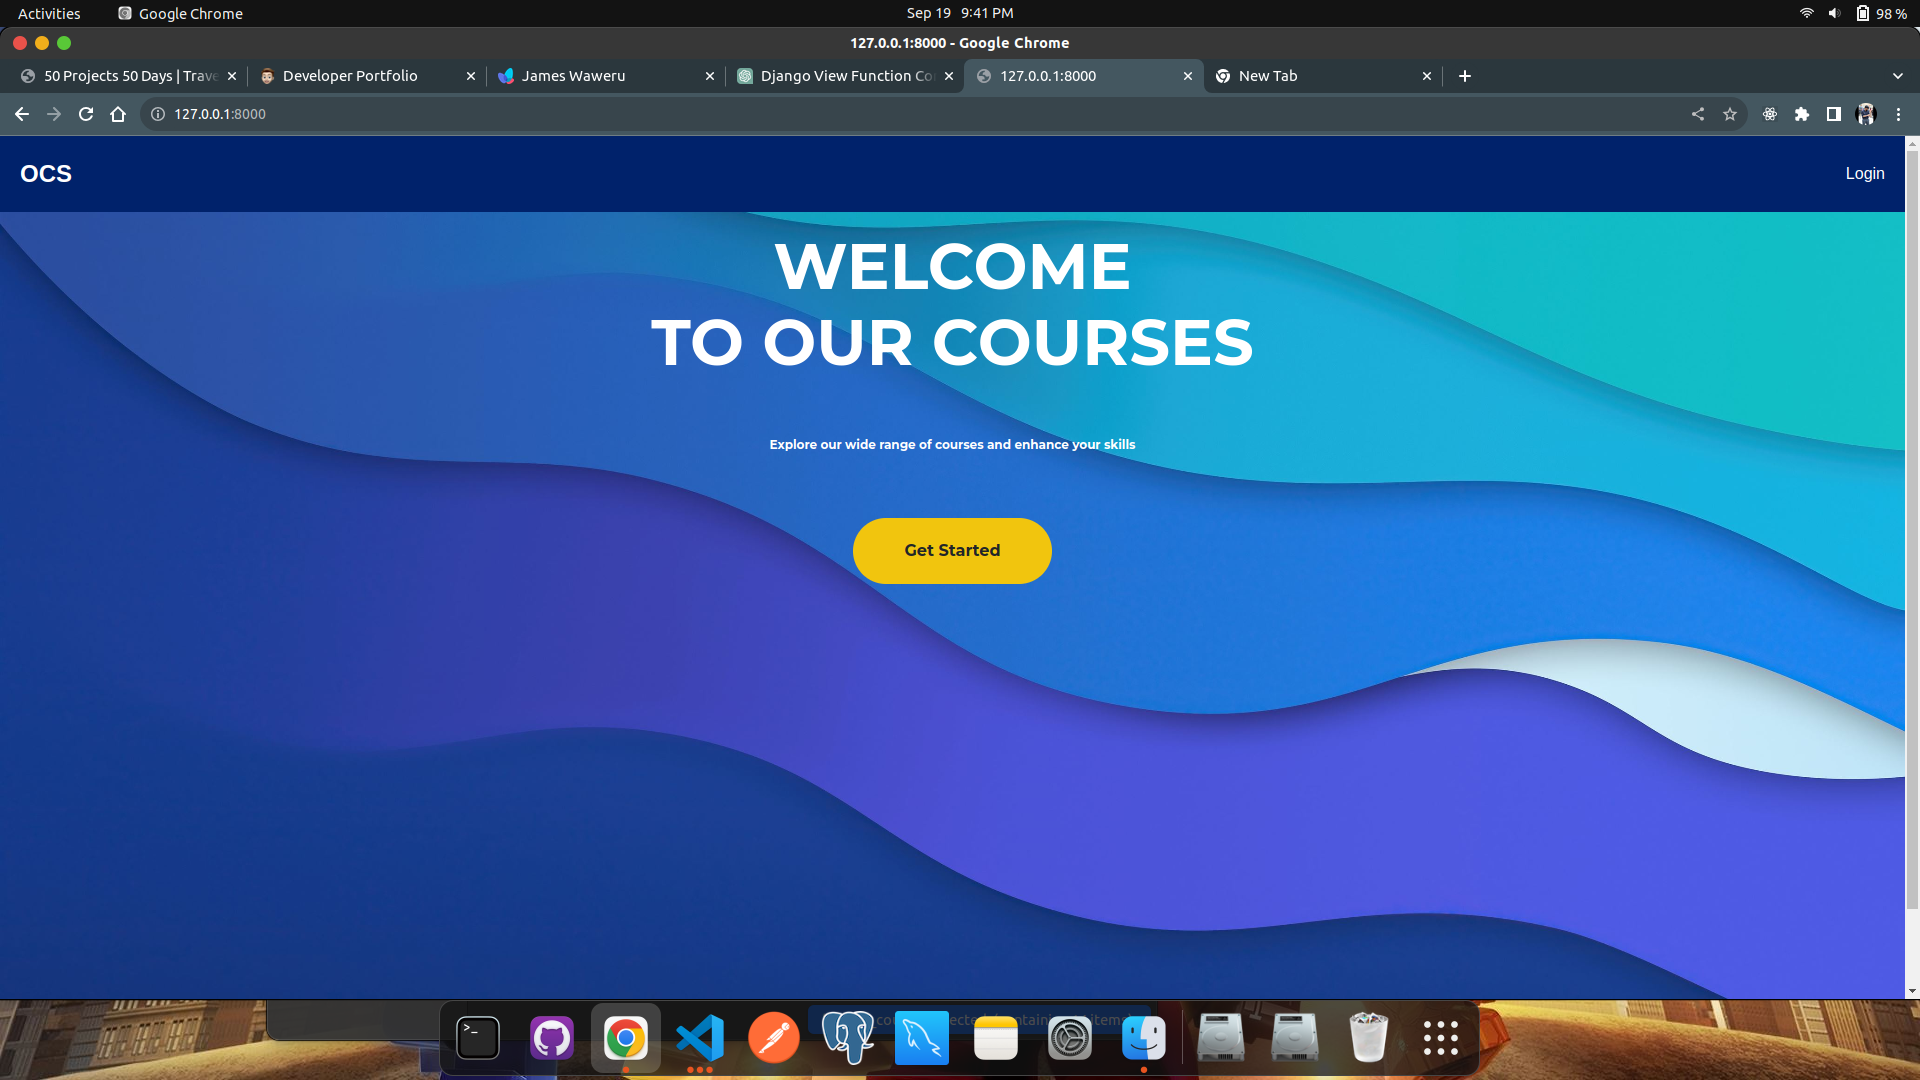 Activities
Google Chrome
Sep 19 9:41 PM
98 %
127.0.0.1:8000 - Google Chrome
50 Projects 50 Days | Trave
Developer Portfolio
James Waweru
Django View Function Co
127.0.0.1:8000
New Tab
127.0.0.1:8000
OCS
Login
WELCOME
TO OUR COURSES
Explore our wide range of courses and enhance your skills
Get Started
>_